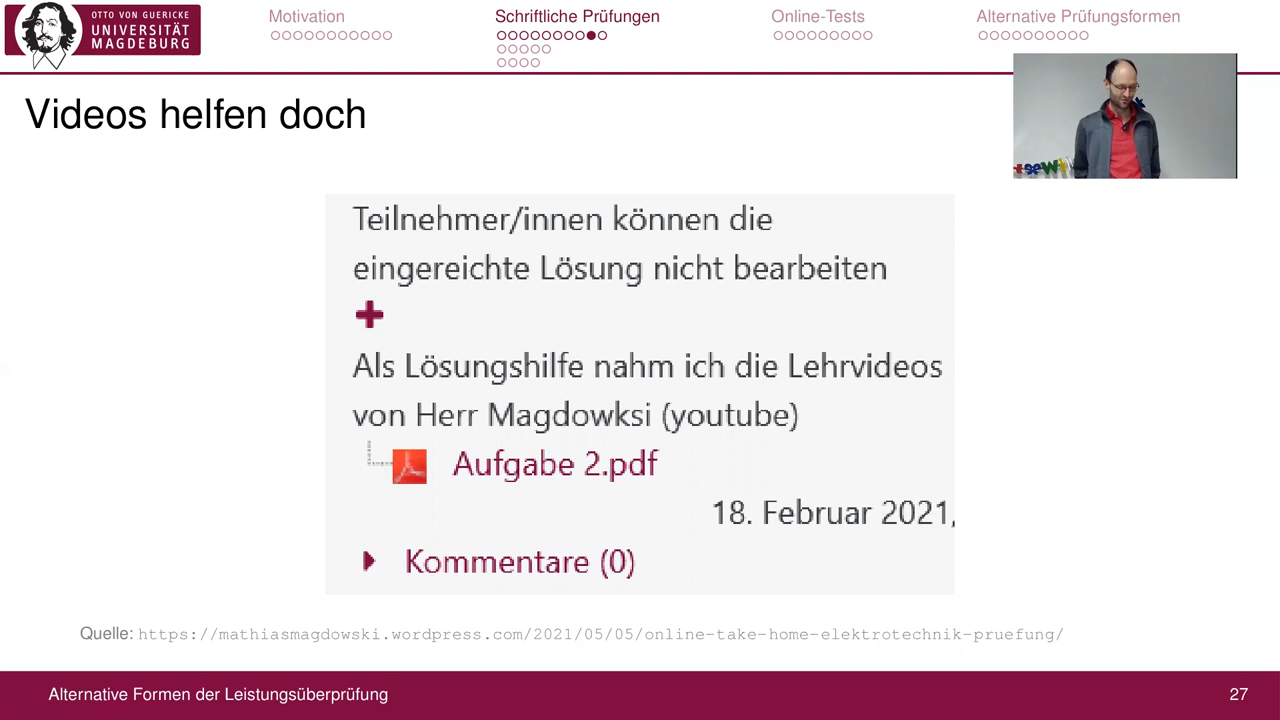 OTTO VON GUERICKE
UNIVERSITÄT
MAGDEBURG
Motivation
Schriftliche Prüfungen
Online-Tests
Alternative Prüfungsformen
Videos helfen doch
Teilnehmer/innen können die
eingereichte Lösung nicht bearbeiten
Als Lösungshilfe nahm ich die Lehrvideos
von Herr Magdowksi (youtube)
Aufgabe 2.pdf
18. Februar 2021,
Kommentare (0)
Quelle: https://mathiasmagdowski.wordpress.com/2021/05/05/online-take-home-elektrotechnik-pruefung/
Alternative Formen der Leistungsüberprüfung
27